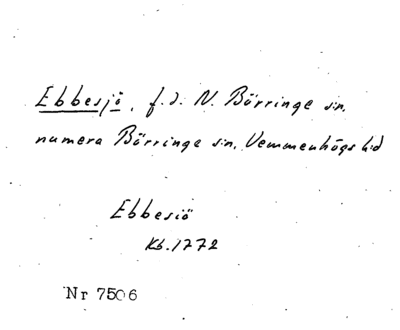 Ebbesjö, f.d. N. Börringe sn.
numera Börringe sn, Vemmenhögs hd
Ebbesiö
Kb. 1772
Nr 7506